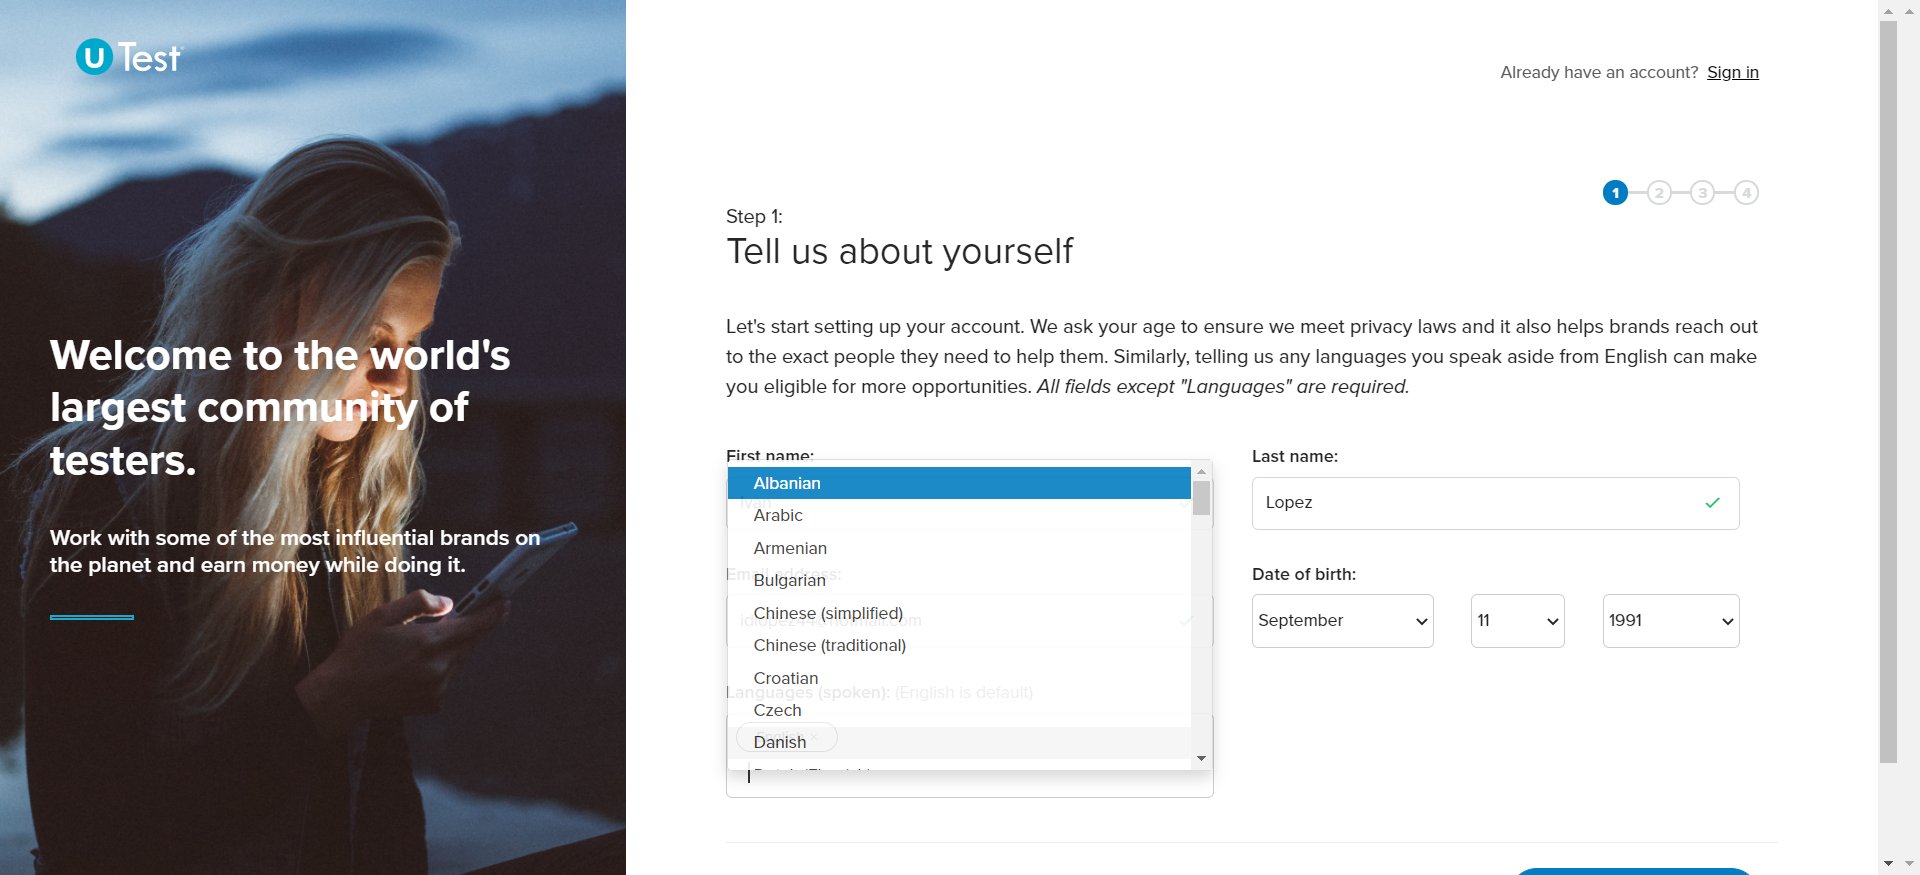 U Test
Already have an account? Sign in
1 2 3 4
Step 1:
Tell us about yourself
Let's start setting up your account. We ask your age to ensure we meet privacy laws and it also helps brands reach out
to the exact people they need to help them. Similarly, telling us any languages you speak aside from English can make
you eligible for more opportunities. All fields except "Languages" are required.
Welcome to the world's
largest community of
testers.
Work with some of the most influential brands on
the planet and earn money while doing it.
First name:
Ivan
Last name:
Lopez
Albanian
Arabic
Armenian
Bulgarian
Chinese (simplified)
Chinese (traditional)
Croatian
Czech
Danish
Email address:
Date of birth:
September 11 1991
Languages (spoken): (English is default)